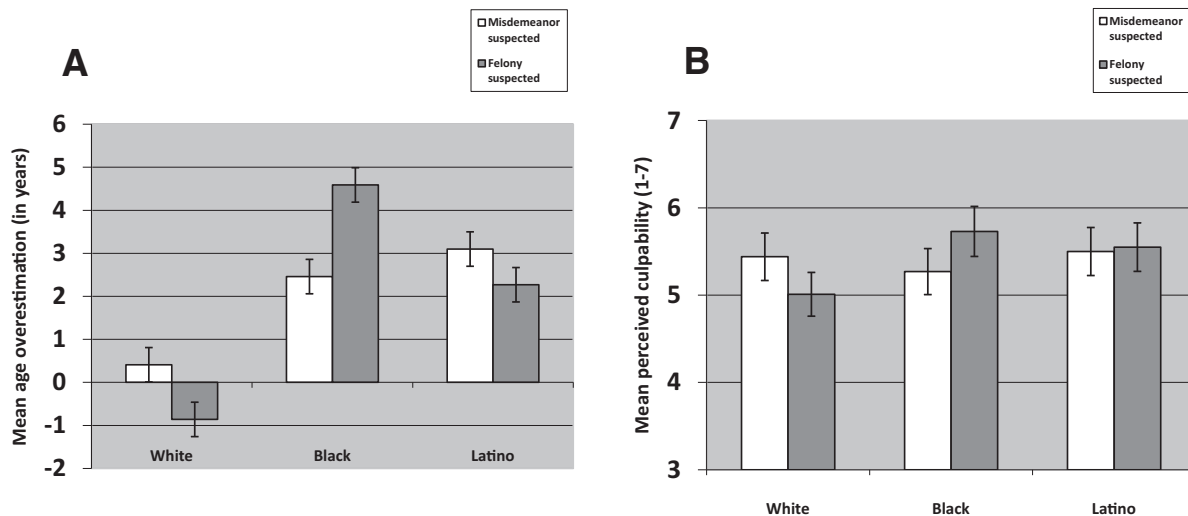 Misdemeanor
suspected
Felony
suspected
A
6
5
4
3
2
1
0
-1
-2
Mean age overestimation (in years)
White
Black
Latino
Misdemeanor
suspected
Felony
suspected
B
7
6
5
4
3
Mean perceived culpability (1-7)
White
Black
Latino